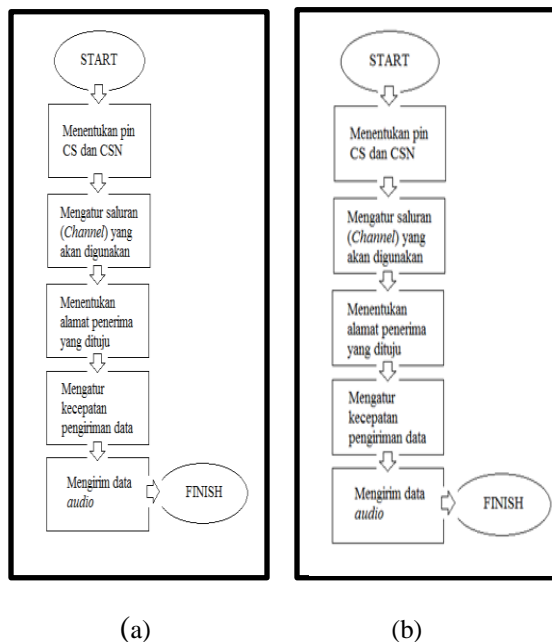 START
Menentukan pin
CS dan CSN
Mengatur saluran
(Channel) yang
akan digunakan
Menentukan
alamat penerima
yang dituju
Mengatur
kecepatan
pengiriman data
Mengirim data
audio
FINISH
(a)
START
Menentukan pin
CS dan CSN
Mengatur saluran
(Channel) yang
akan digunakan
Menentukan
alamat penerima
yang dituju
Mengatur
kecepatan
pengiriman data
Mengirim data
audio
FINISH
(b)